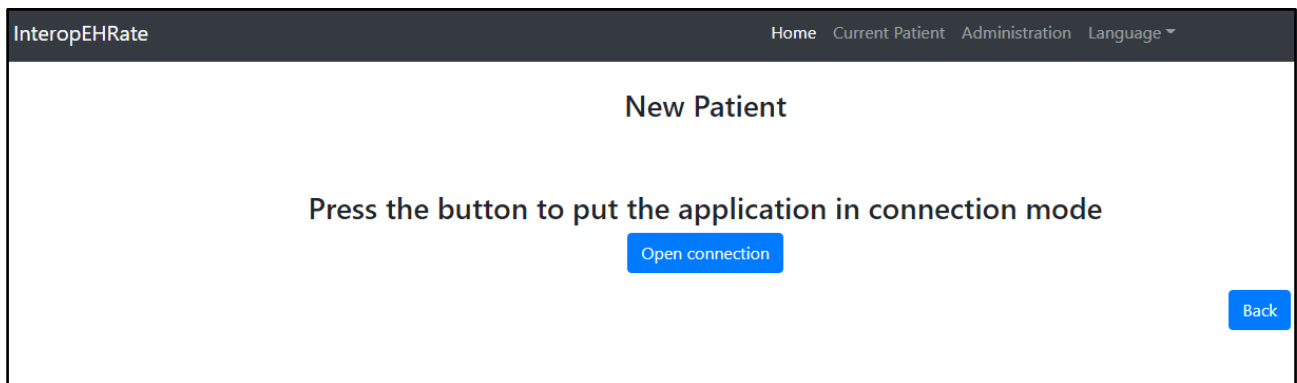 InteropEHRate Home Current Patient Administration Language
New Patient
Press the button to put the application in connection mode
Open connection
Back